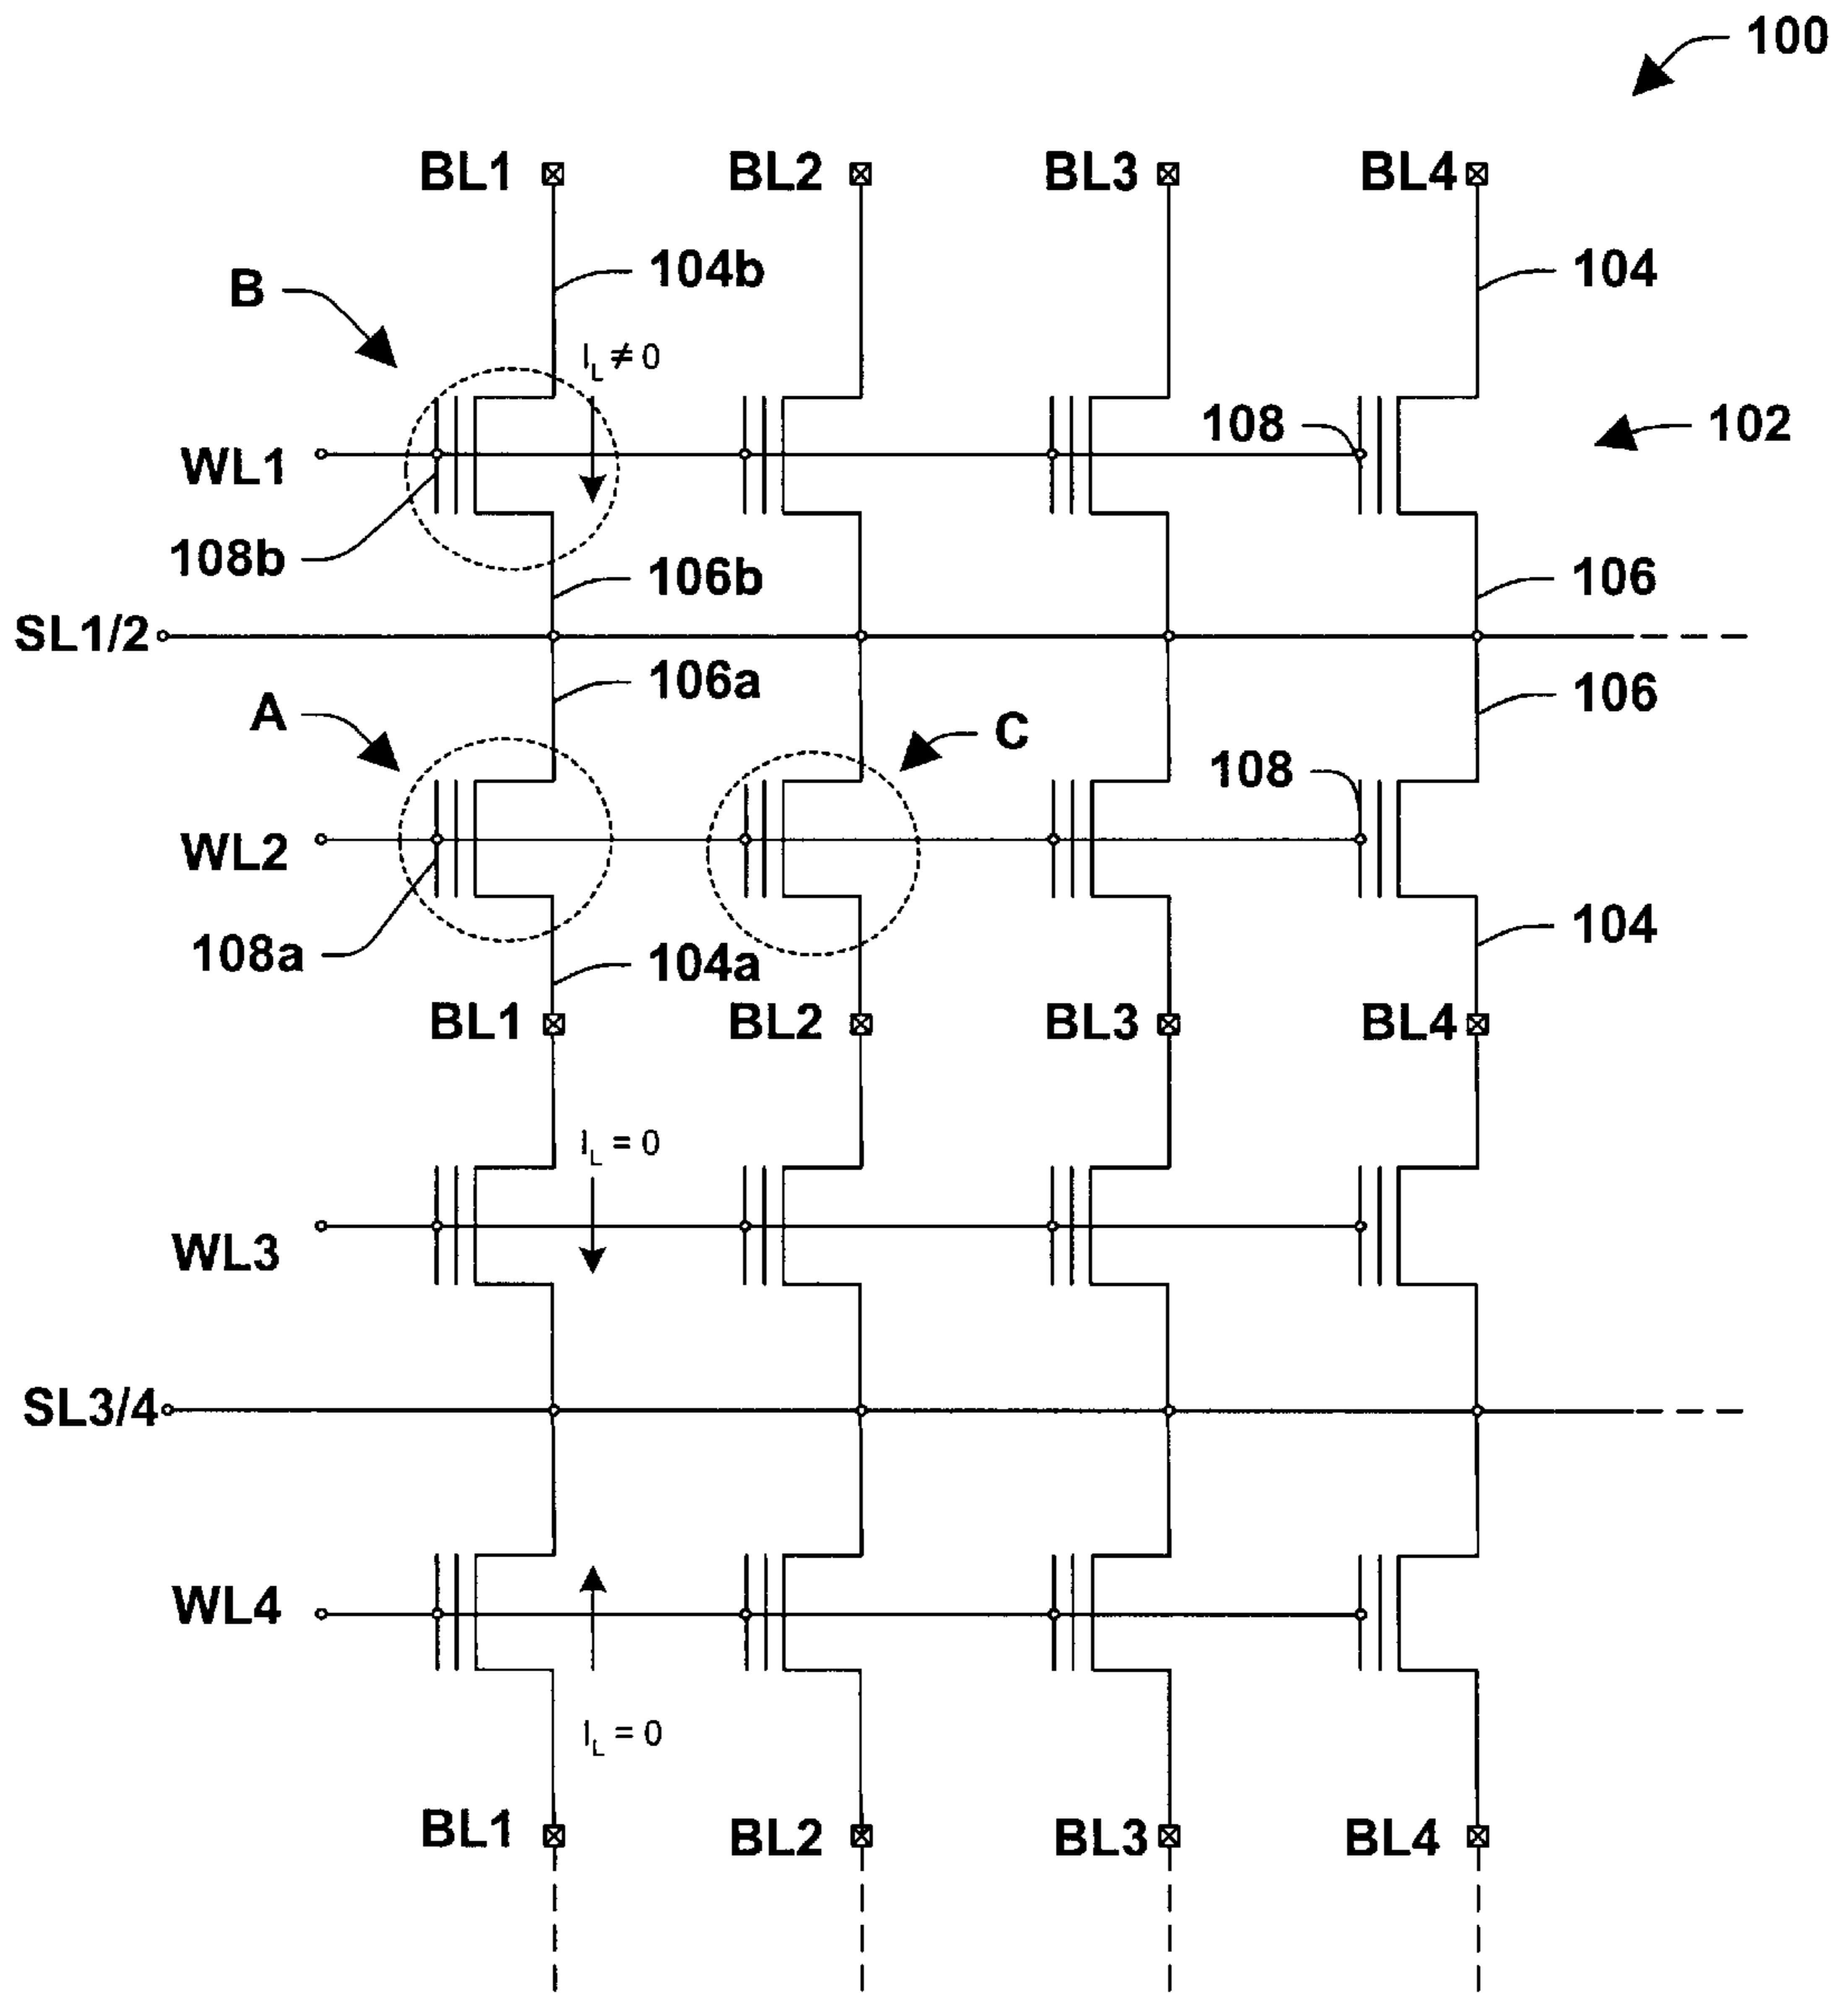 100
BL1 BL2 BL3 BL4
104b 104
B
I_L ≠ 0
108 102
WL1
108b 106b 106
SL1/2
106a 106
A C
108
WL2
108a 104a 104
BL1 BL2 BL3 BL4
I_L = 0
WL3
SL3/4
WL4
I_L = 0
BL1 BL2 BL3 BL4